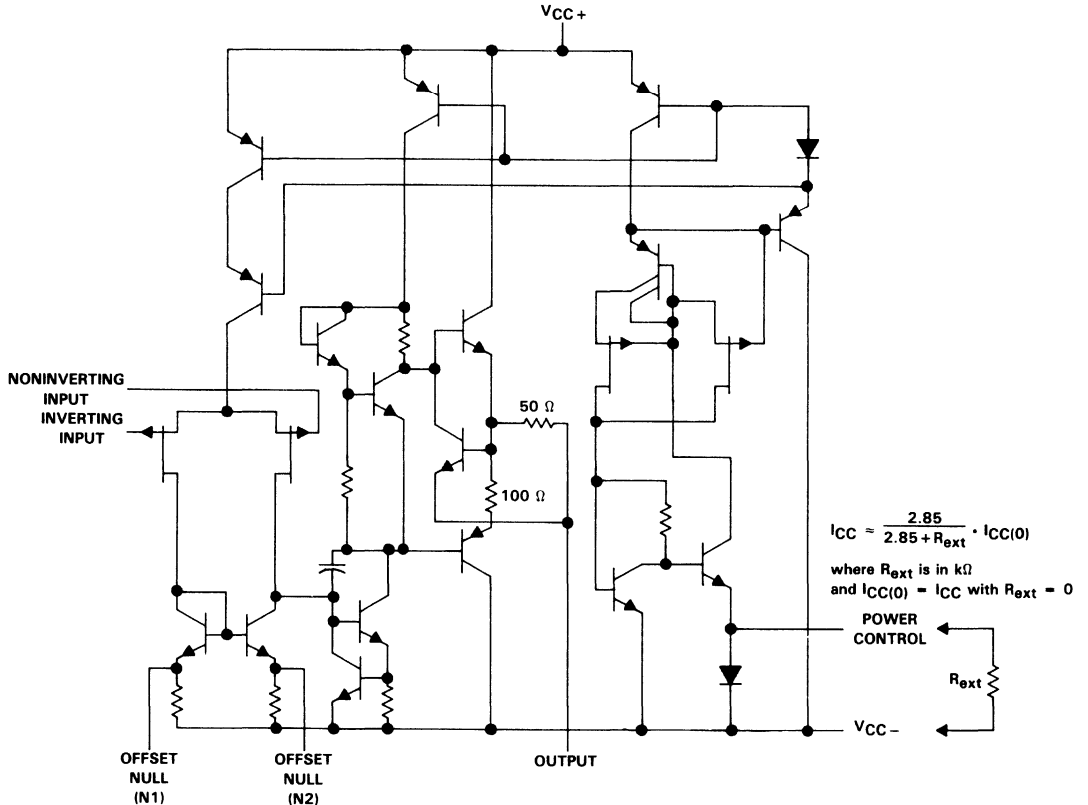 VCC+
NONINVERTING
INPUT
INVERTING
INPUT
50 Ω
100 Ω
ICC ≈ 2.85 / 2.85 + Rext · ICC(0)
where Rext is in kΩ
and ICC(0) = ICC with Rext = 0
POWER
CONTROL
Rext
VCC−
OFFSET
NULL
(N1)
OFFSET
NULL
(N2)
OUTPUT